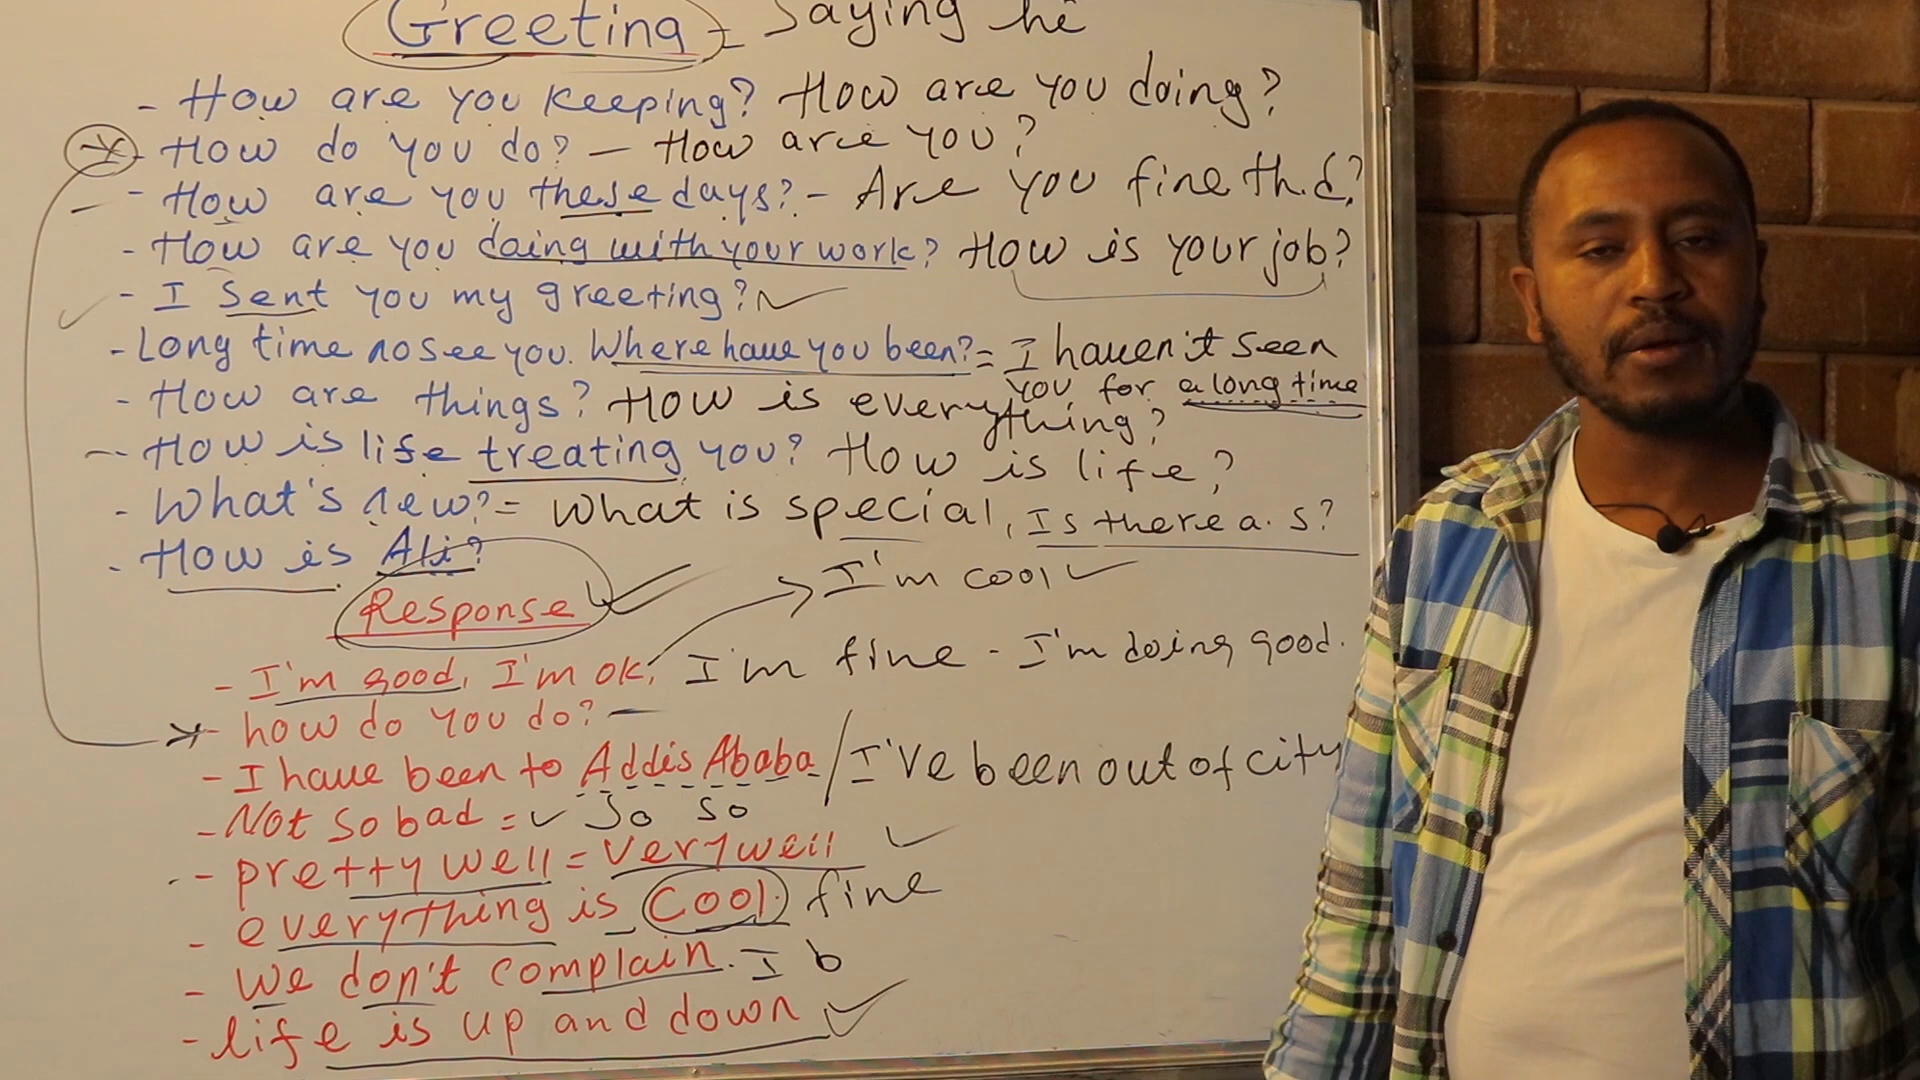 Greeting = Saying hi
- How are you keeping? How are you doing?
- How do you do? - How are you?
- How are you these days? - Are you fine th.d?
- How are you doing with your work? How is your job?
- I sent you my greeting?
- Long time no see you. Where have you been? = I haven't seen
you for a long time
- How are things? How is everything?
- How is life treating you? How is life?
- What's new? = What is special, Is there a. s?
- How is Ali?
Response
I'm cool
- I'm good, I'm ok, I'm fine - I'm doing good.
- how do you do? -
- I have been to Addis Ababa / I've been out of city
- Not so bad = So so
- pretty well = very well
- everything is cool. fine
- We don't complain. I b
- life is up and down